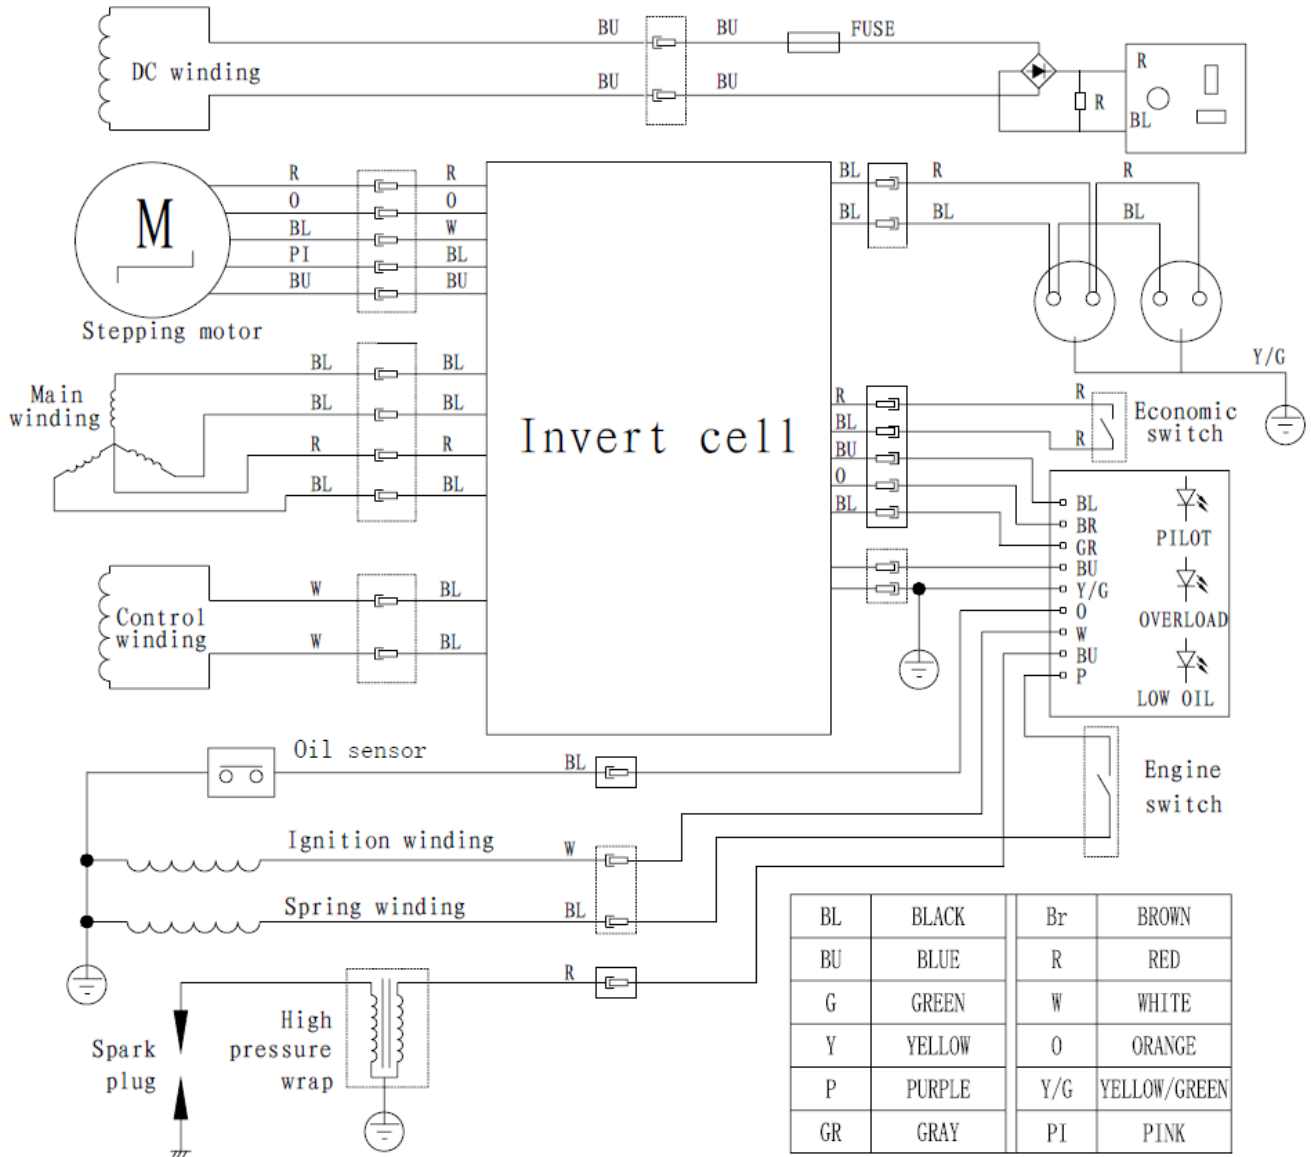 BU BU FUSE
DC winding
BU BU
R
R
BL
M
Stepping motor
R R
O O
BL W
PI BL
BU BU
Main
winding
BL BL
BL BL
R R
BL BL
Control
winding
W BL
W BL
Invert cell
BL R R
BL BL BL
Y/G
R R
BL R
BU
O
BL
Economic
switch
BL
BR
GR
BU
Y/G
O
W
BU
P
PILOT
OVERLOAD
LOW OIL
Engine
switch
Oil sensor
BL
Ignition winding
W
Spring winding
BL
R
High
pressure
wrap
Spark
plug
BL BLACK Br BROWN
BU BLUE R RED
G GREEN W WHITE
Y YELLOW O ORANGE
P PURPLE Y/G YELLOW/GREEN
GR GRAY PI PINK